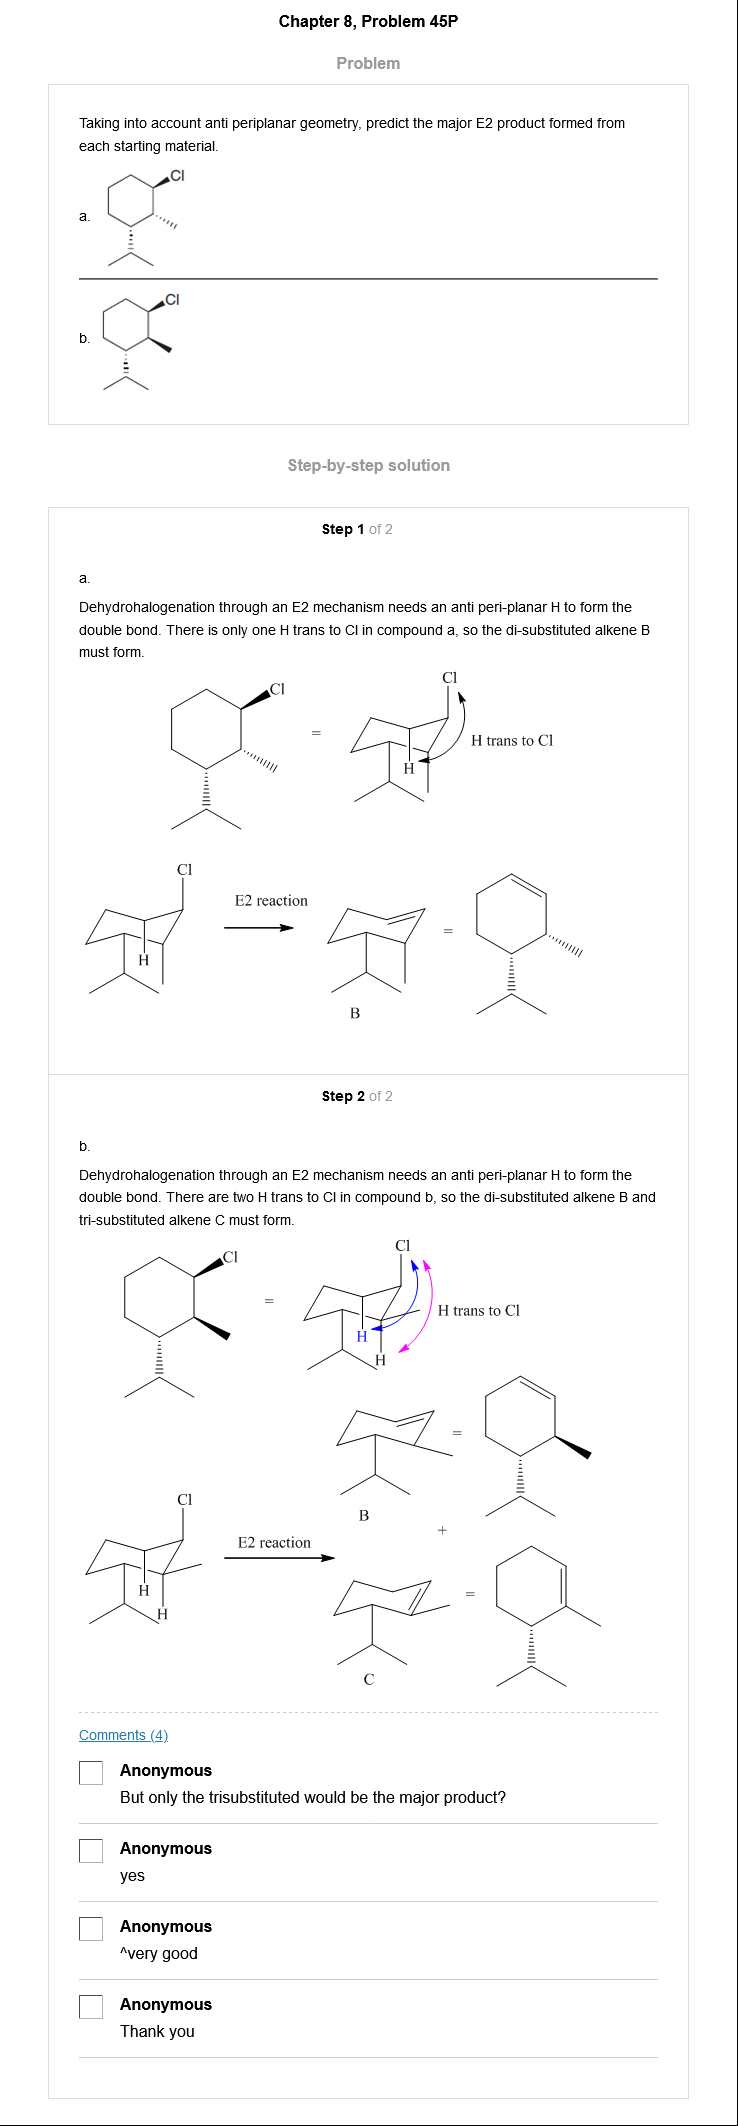 Chapter 8, Problem 45P
Problem
Taking into account anti periplanar geometry, predict the major E2 product formed from
each starting material.
Cl
a.
Cl
b.
Step-by-step solution
Step 1 of 2
a.
Dehydrohalogenation through an E2 mechanism needs an anti peri-planar H to form the
double bond. There is only one H trans to Cl in compound a, so the di-substituted alkene B
must form.
Cl
Cl
=
H trans to Cl
H
Cl
E2 reaction
=
H
B
Step 2 of 2
b.
Dehydrohalogenation through an E2 mechanism needs an anti peri-planar H to form the
double bond. There are two H trans to Cl in compound b, so the di-substituted alkene B and
tri-substituted alkene C must form.
Cl
Cl
=
H trans to Cl
H
H
=
B
Cl
+
E2 reaction
H
H
=
C
Comments (4)
Anonymous
But only the trisubstituted would be the major product?
Anonymous
yes
Anonymous
^very good
Anonymous
Thank you